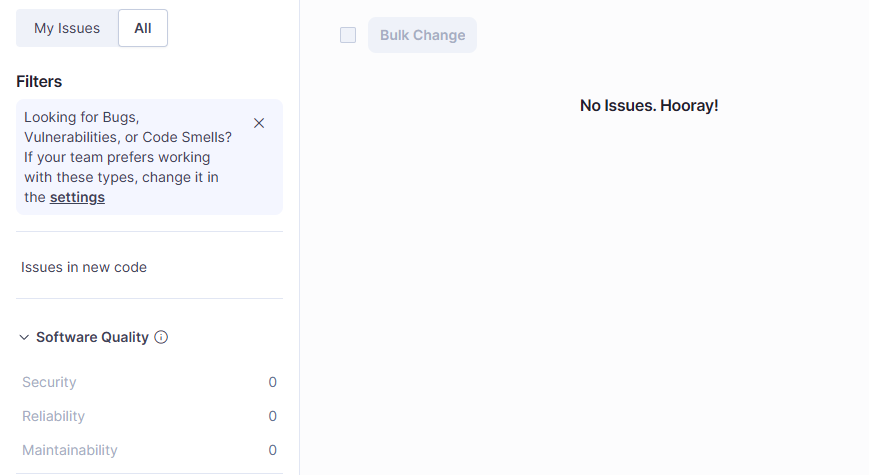 My Issues
All
Filters
Looking for Bugs,
Vulnerabilities, or Code Smells?
If your team prefers working
with these types, change it in
the settings
Issues in new code
Software Quality
Security 0
Reliability 0
Maintainability 0
Bulk Change
No Issues. Hooray!